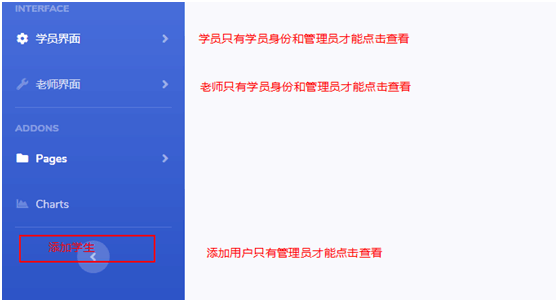 INTERFACE
学员界面 学员只有学员身份和管理员才能点击查看
老师界面 老师只有学员身份和管理员才能点击查看
ADDONS
Pages
Charts
添加学生 添加用户只有管理员才能点击查看